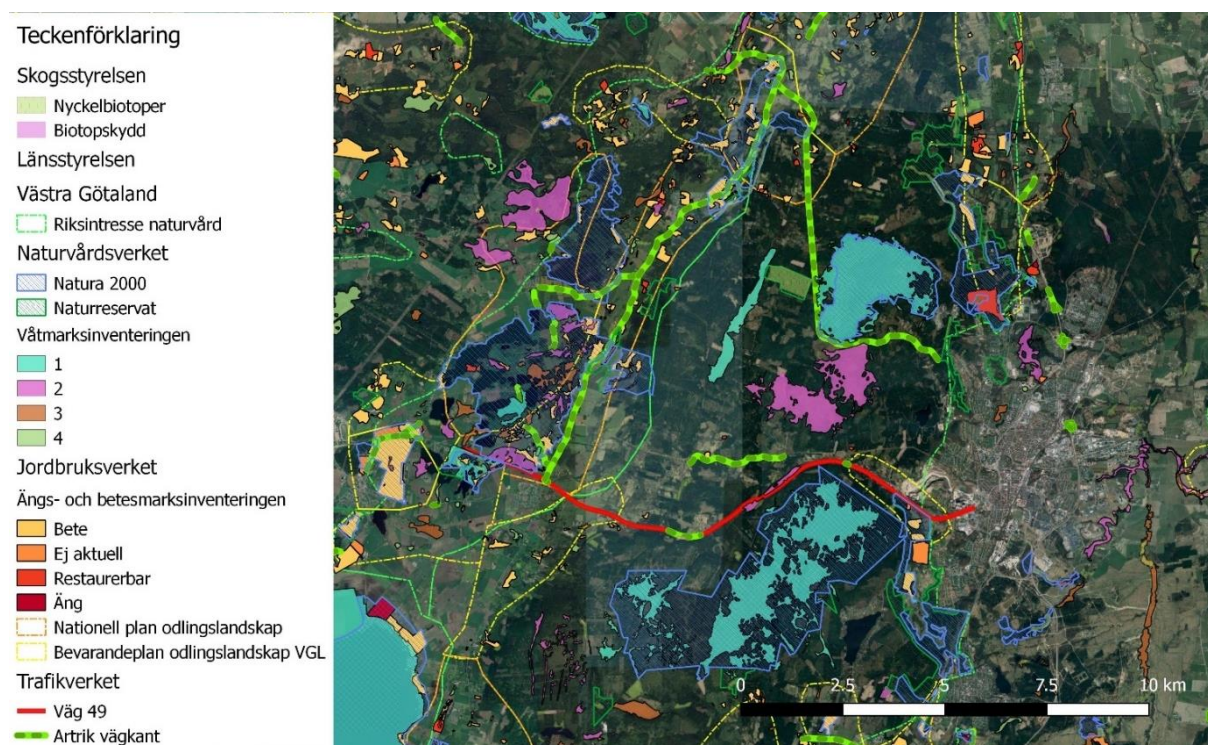 Teckenförklaring
Skogsstyrelsen
Nyckelbiotoper
Biotopskydd
Länsstyrelsen
Västra Götaland
Riksintresse naturvård
Naturvårdsverket
Natura 2000
Naturreservat
Våtmarksinventeringen
1
2
3
4
Jordbruksverket
Ängs- och betesmarksinventeringen
Bete
Ej aktuell
Restaurerbar
Äng
Nationell plan odlingslandskap
Bevarandeplan odlingslandskap VGL
Trafikverket
Väg 49
Artrik vägkant
0 2.5 5 7.5 10 km